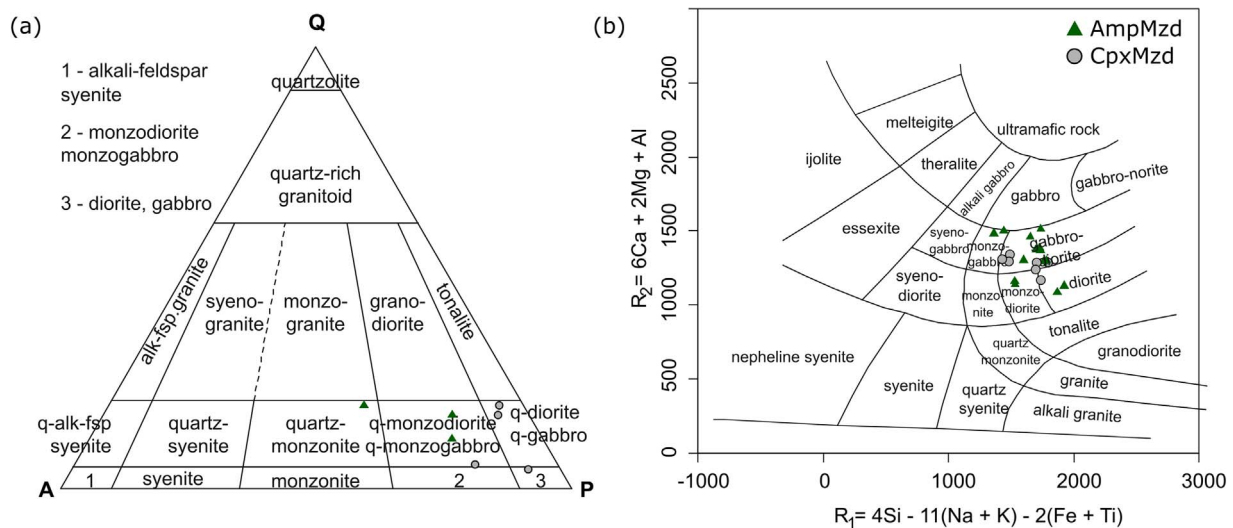 (a)
Q
1 - alkali-feldspar
syenite
2 - monzodiorite
monzogabbro
3 - diorite, gabbro
quartzolite
quartz-rich
granitoid
alk-fsp.granite
syeno-
granite
monzo-
granite
grano-
diorite
tonalite
q-alk-fsp
syenite
quartz-
syenite
quartz-
monzonite
q-monzodiorite
q-monzogabbro
q-diorite
q-gabbro
A
1
syenite
monzonite
2
3
P
(b)
AmpMzd
CpxMzd
R2= 6Ca + 2Mg + Al
2500
2000
1500
1000
500
0
melteigite
ultramafic rock
ijolite
theralite
alkali gabbro
gabbro
gabbro-norite
essexite
syeno-
gabbro
monzo-
gabbro
gabbro-
diorite
syeno-
diorite
monzo-
nite
monzo-
diorite
diorite
tonalite
nepheline syenite
quartz
monzonite
granodiorite
syenite
quartz
syenite
granite
alkali granite
-1000
0
1000
2000
3000
R1= 4Si - 11(Na + K) - 2(Fe + Ti)